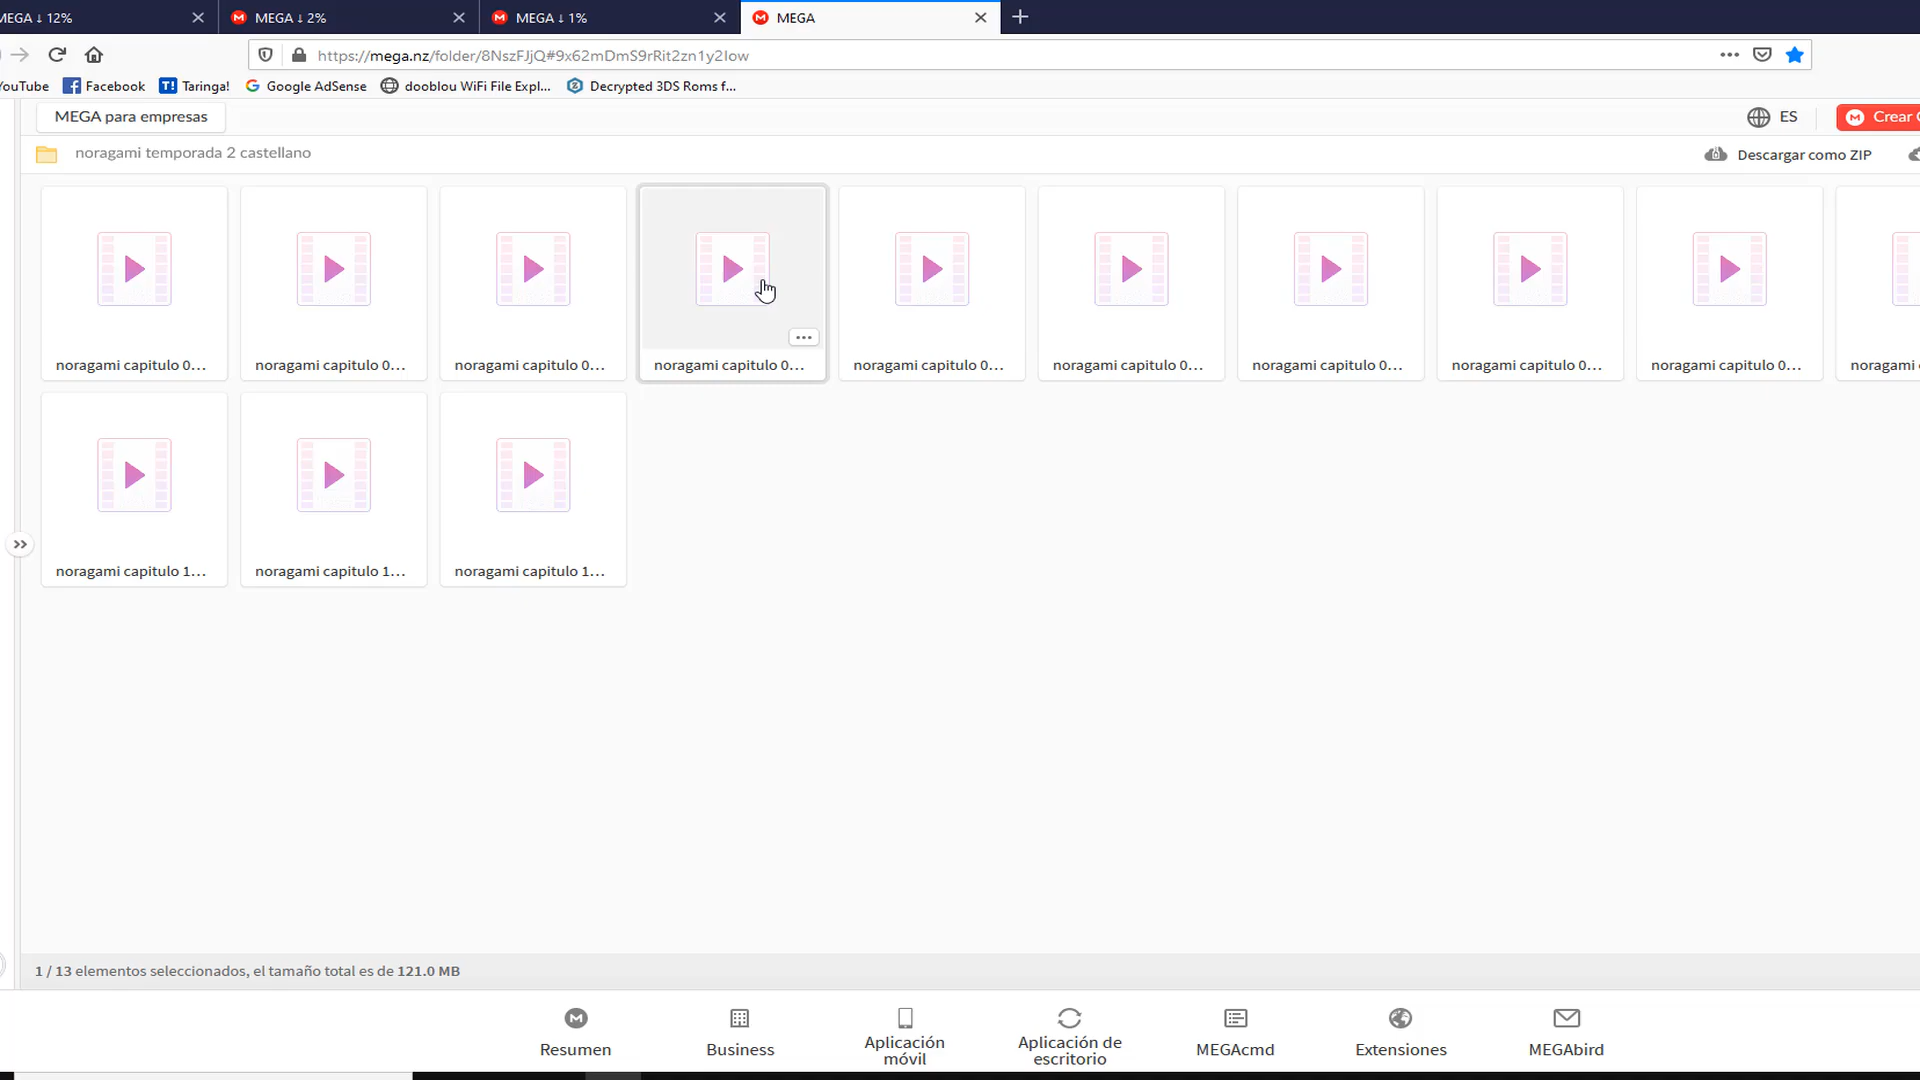 MEGA ↓ 12%
MEGA ↓ 2%
MEGA ↓ 1%
MEGA
https://mega.nz/folder/8NszFJjQ#9x62mDmS9rRit2zn1y2Iow
YouTube
Facebook
T!
Taringa!
Google AdSense
dooblou WiFi File Expl...
Decrypted 3DS Roms f...
MEGA para empresas
ES
Crear
noragami temporada 2 castellano
Descargar como ZIP
noragami capitulo 0...
noragami capitulo 0...
noragami capitulo 0...
noragami capitulo 0...
noragami capitulo 0...
noragami capitulo 0...
noragami capitulo 0...
noragami capitulo 0...
noragami capitulo 0...
noragami
noragami capitulo 1...
noragami capitulo 1...
noragami capitulo 1...
1 / 13 elementos seleccionados, el tamaño total es de 121.0 MB
Resumen
Business
Aplicación
móvil
Aplicación de
escritorio
MEGAcmd
Extensiones
MEGAbird